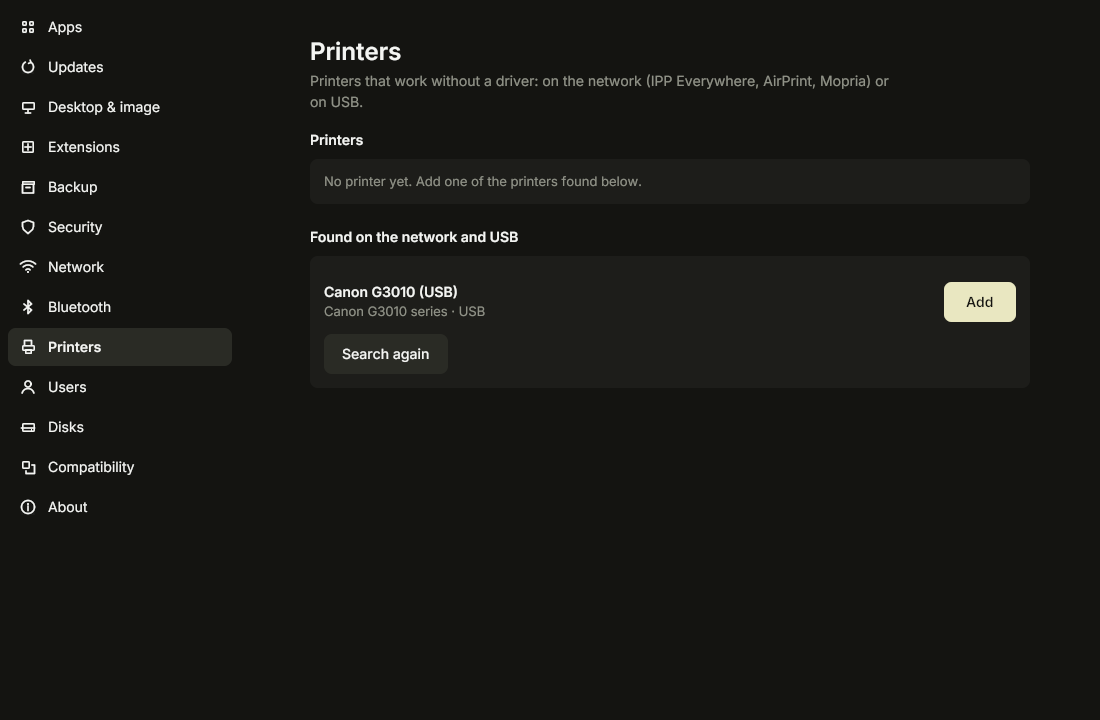 Apps
Updates
Desktop & image
Extensions
Backup
Security
Network
Bluetooth
Printers
Users
Disks
Compatibility
About
Printers
Printers that work without a driver: on the network (IPP Everywhere, AirPrint, Mopria) or
on USB.
Printers
No printer yet. Add one of the printers found below.
Found on the network and USB
Canon G3010 (USB)
Canon G3010 series · USB
Add
Search again